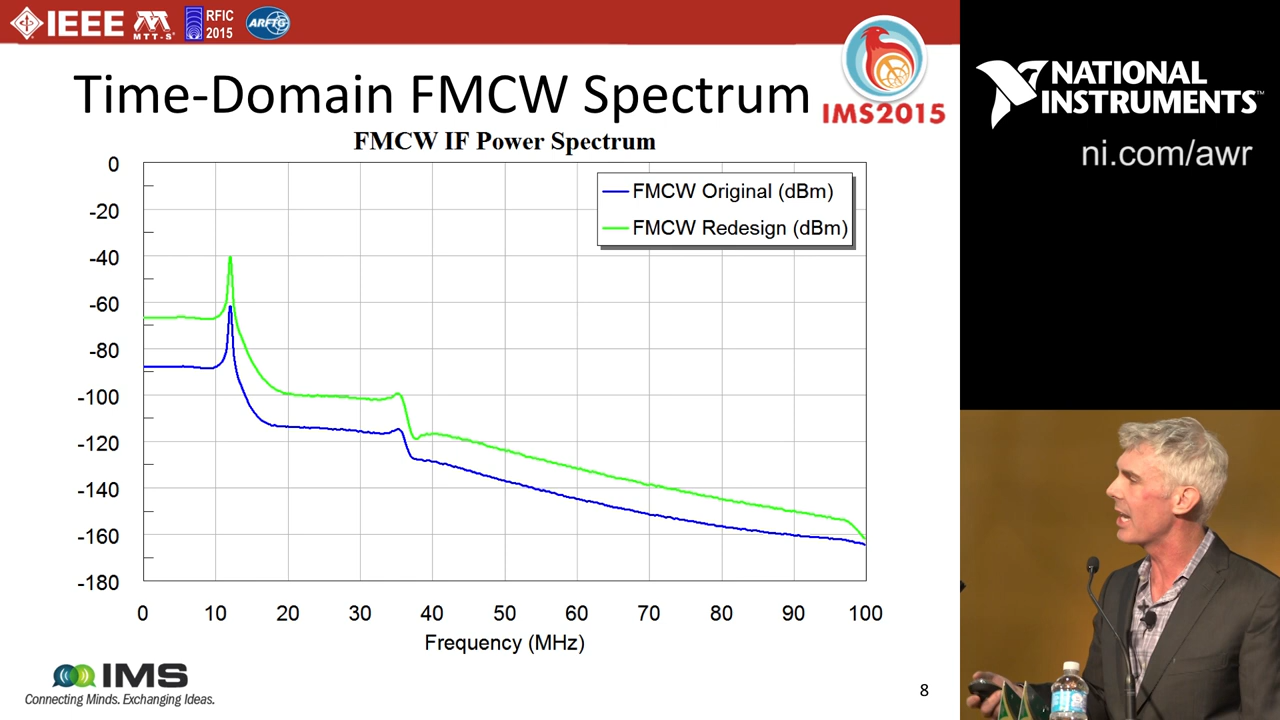 IEEE
MTT-S®
RFIC
2015
ARFTG
IMS2015
Time-Domain FMCW Spectrum
FMCW IF Power Spectrum
FMCW Original (dBm)
FMCW Redesign (dBm)
0
-20
-40
-60
-80
-100
-120
-140
-160
-180
0 10 20 30 40 50 60 70 80 90 100
Frequency (MHz)
IMS
Connecting Minds. Exchanging Ideas.
8
NATIONAL
INSTRUMENTS™
ni.com/awr